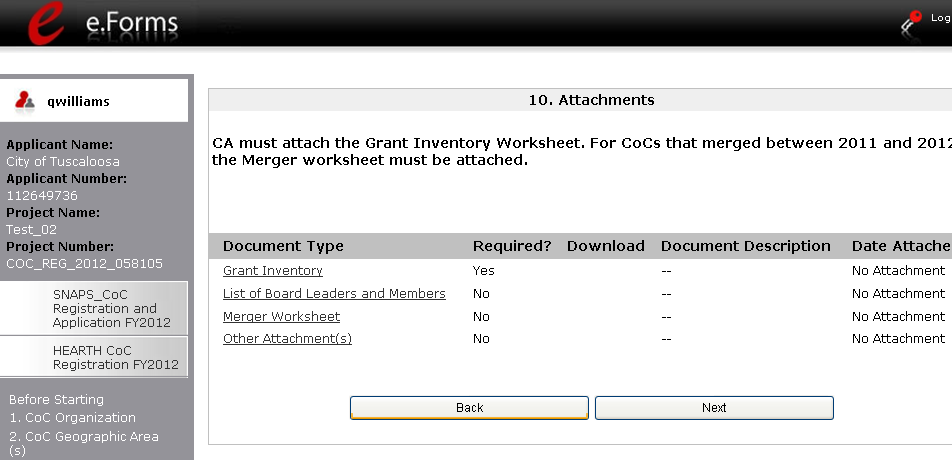 e e.Forms
Log
qwilliams
Applicant Name:
City of Tuscaloosa
Applicant Number:
112649736
Project Name:
Test_02
Project Number:
COC_REG_2012_058105
SNAPS_CoC
Registration and
Application FY2012
HEARTH CoC
Registration FY2012
Before Starting
1. CoC Organization
2. CoC Geographic Area
(s)
10. Attachments
CA must attach the Grant Inventory Worksheet. For CoCs that merged between 2011 and 2012
the Merger worksheet must be attached.
Document Type Required? Download Document Description Date Attache
Grant Inventory Yes -- No Attachment
List of Board Leaders and Members No -- No Attachment
Merger Worksheet No -- No Attachment
Other Attachment(s) No -- No Attachment
Back Next